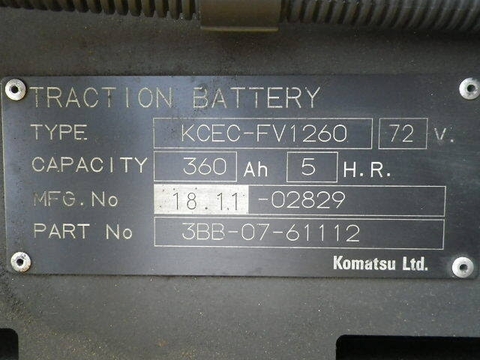 TRACTION BATTERY
TYPE KCEC-FV1260 72 V.
CAPACITY 360 Ah 5 H.R.
MFG.No 18.11-02829
PART No 3BB-07-61112
Komatsu Ltd.